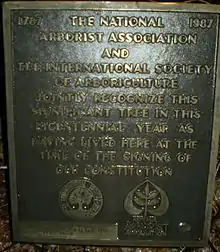 1787 THE NATIONAL 1987
ARBORIST ASSOCIATION
AND
THE INTERNATIONAL SOCIETY
OF ARBORICULTURE
JOINTLY RECOGNIZE THIS
SIGNIFICANT TREE IN THIS
BICENTENNIAL YEAR AS
HAVING LIVED HERE AT THE
TIME OF THE SIGNING OF
OUR CONSTITUTION